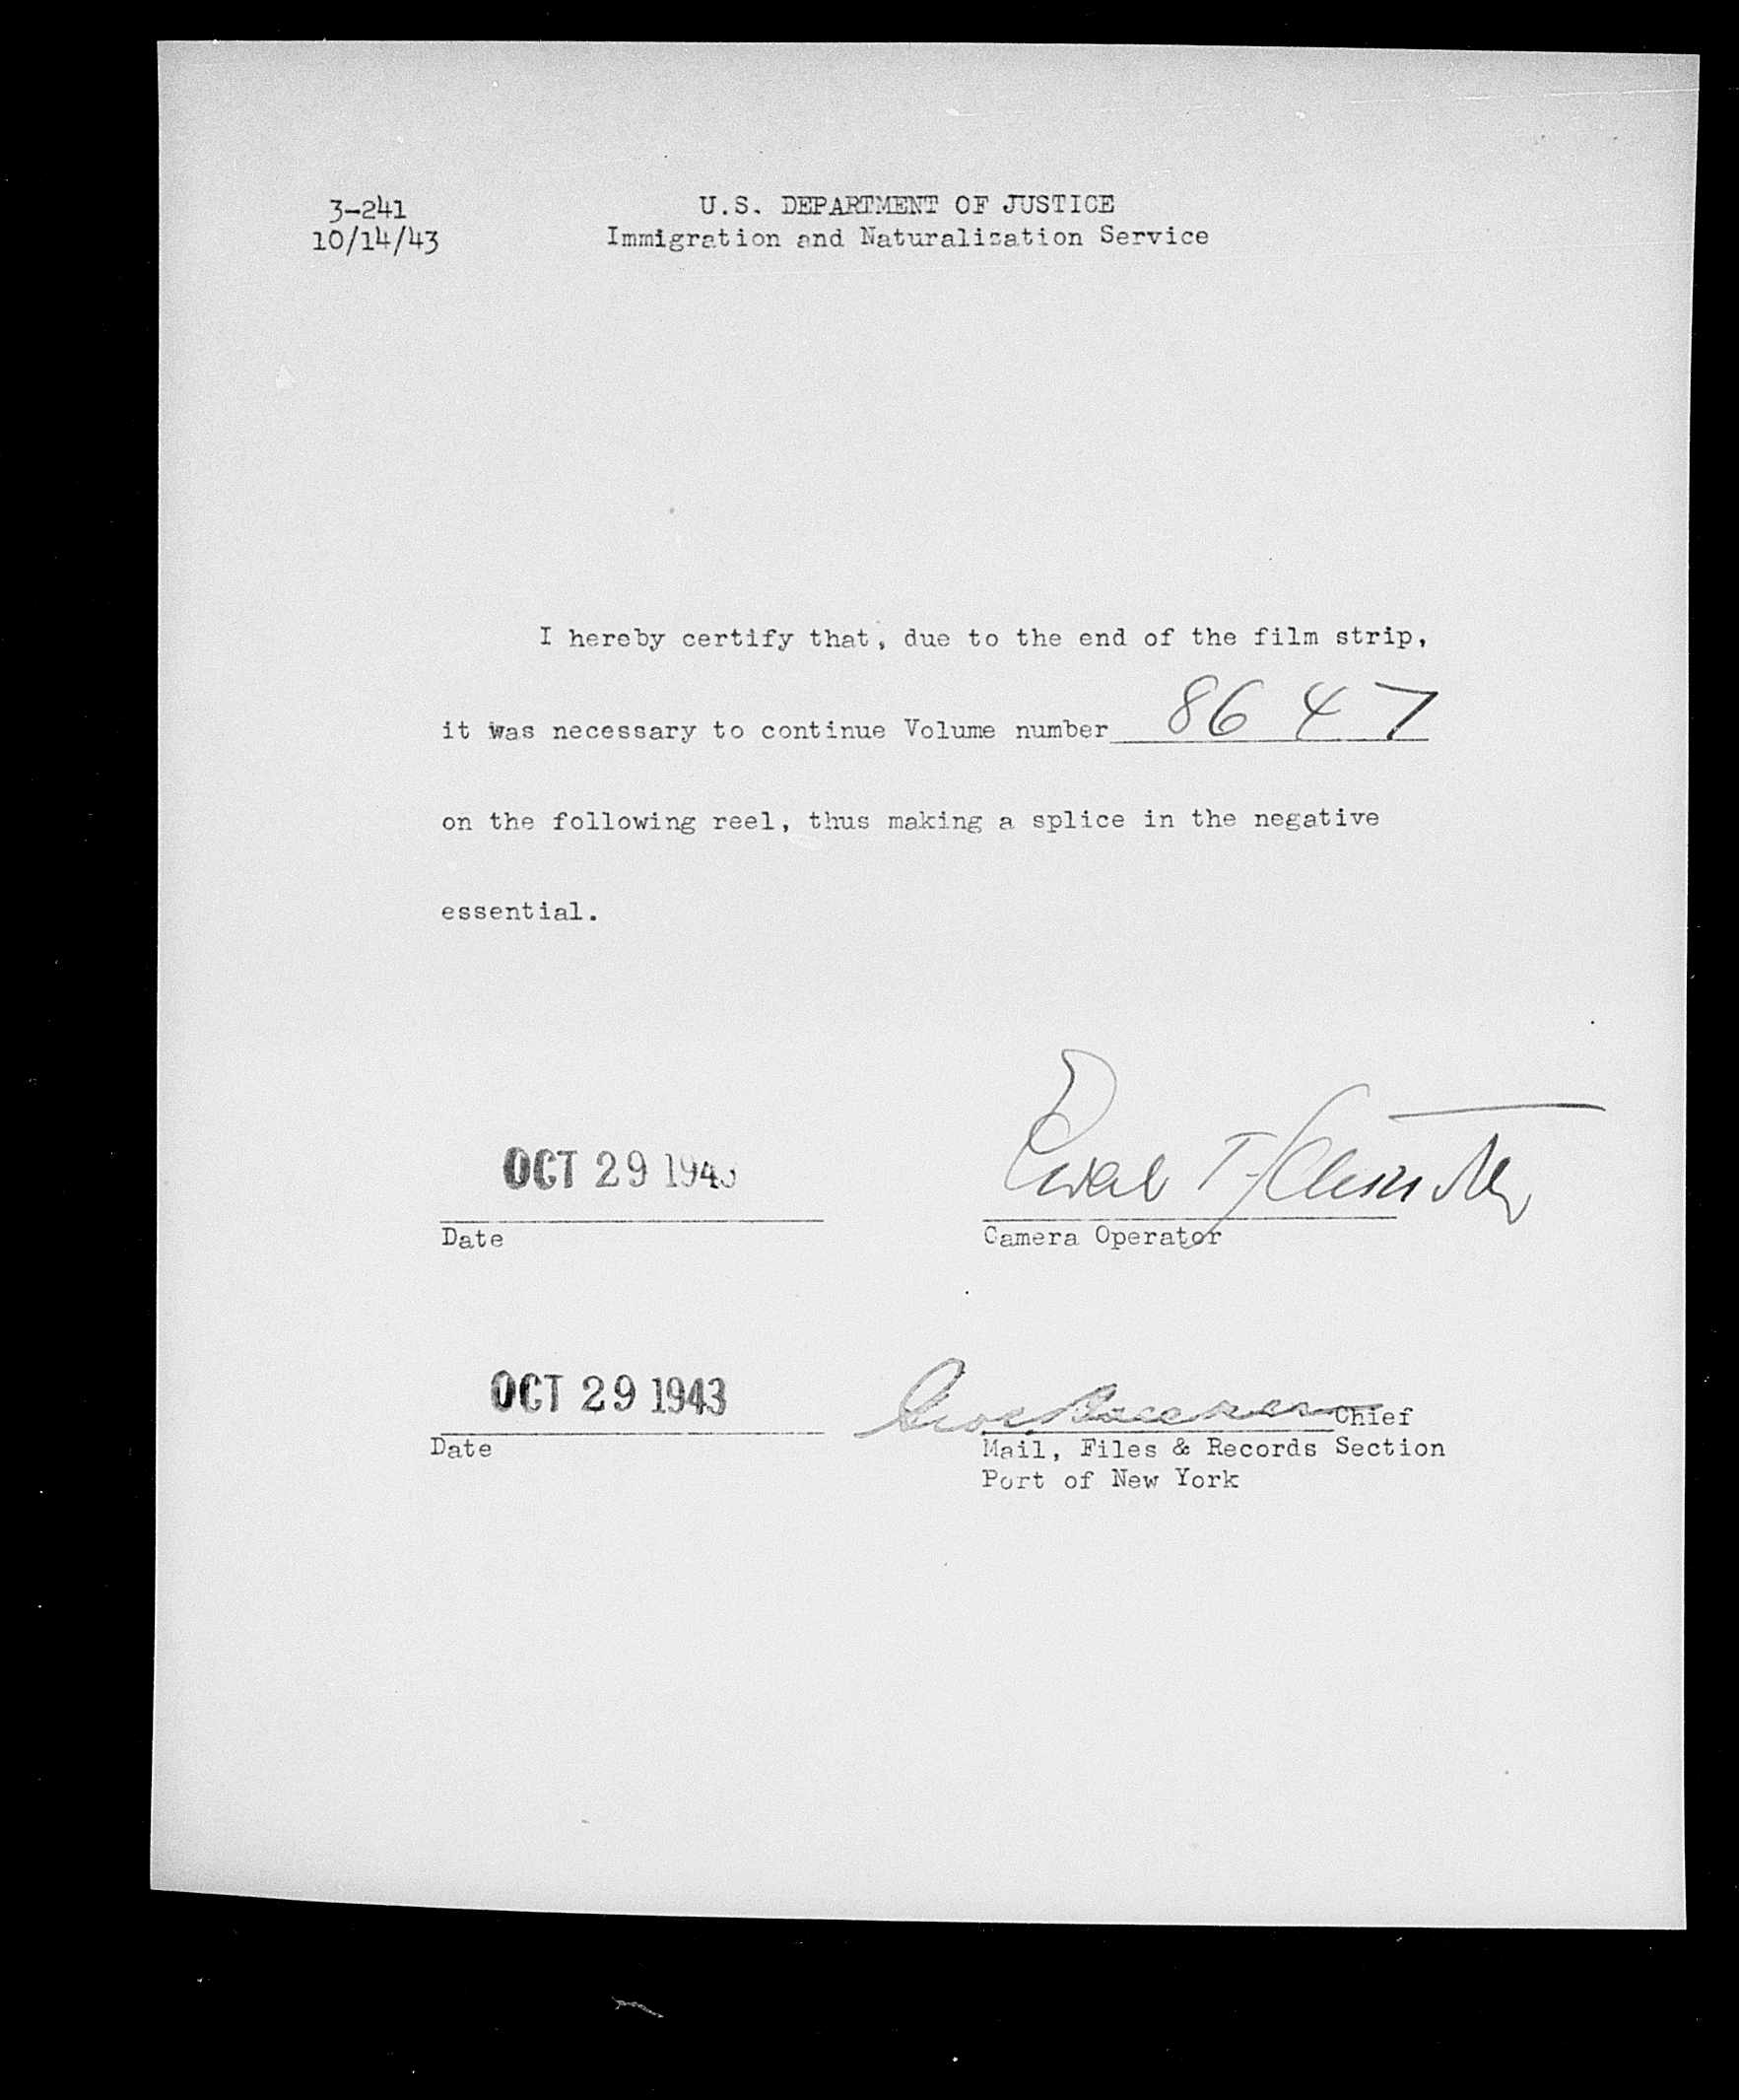 3-241
10/14/43
U.S. DEPARTMENT OF JUSTICE
Immigration and Naturalization Service
I hereby certify that, due to the end of the film strip,
it was necessary to continue Volume number 8647
on the following reel, thus making a splice in the negative
essential.
OCT 29 194
Date
Camera Operator
OCT 29 1943
Date
Chief
Mail, Files & Records Section
Port of New York